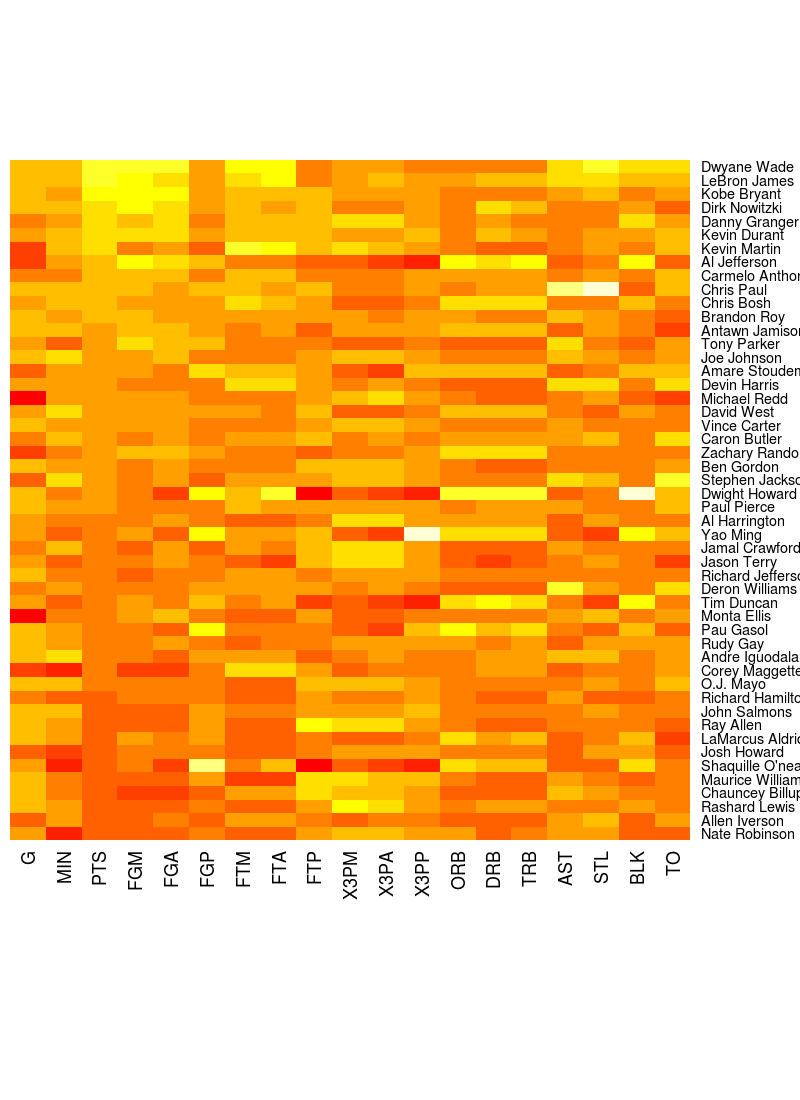 Dwyane Wade
LeBron James
Kobe Bryant
Dirk Nowitzki
Danny Granger
Kevin Durant
Kevin Martin
Al Jefferson
Carmelo Anthon
Chris Paul
Chris Bosh
Brandon Roy
Antawn Jamison
Tony Parker
Joe Johnson
Amare Stoudem
Devin Harris
Michael Redd
David West
Vince Carter
Caron Butler
Zachary Rando
Ben Gordon
Stephen Jackso
Dwight Howard
Paul Pierce
Al Harrington
Yao Ming
Jamal Crawford
Jason Terry
Richard Jefferso
Deron Williams
Tim Duncan
Monta Ellis
Pau Gasol
Rudy Gay
Andre Iguodala
Corey Maggette
O.J. Mayo
Richard Hamilto
John Salmons
Ray Allen
LaMarcus Aldrid
Josh Howard
Shaquille O'nea
Maurice William
Chauncey Billup
Rashard Lewis
Allen Iverson
Nate Robinson
G MIN PTS FGM FGA FGP FTM FTA FTP X3PM X3PA X3PP ORB DRB TRB AST STL BLK TO